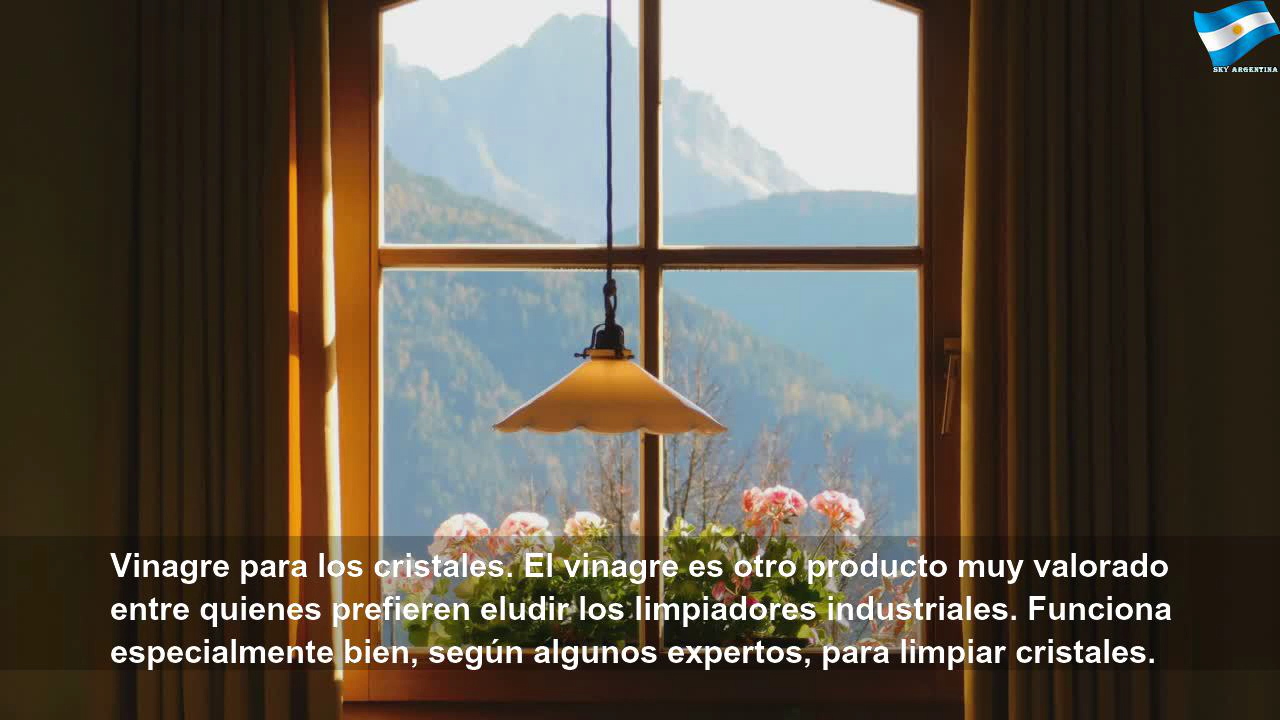 SKY ARGENTINA
Vinagre para los cristales. El vinagre es otro producto muy valorado
entre quienes prefieren eludir los limpiadores industriales. Funciona
especialmente bien, según algunos expertos, para limpiar cristales.